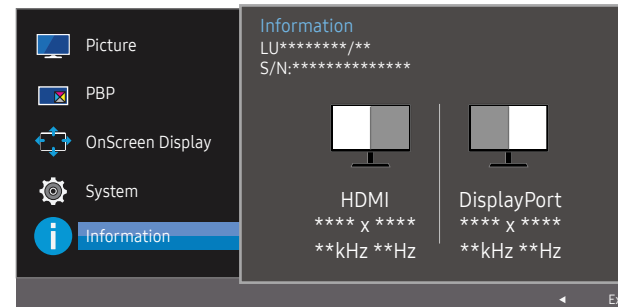 Picture
PBP
OnScreen Display
System
Information
Information
LU********/**
S/N:**************
HDMI
**** x ****
**kHz **Hz
DisplayPort
**** x ****
**kHz **Hz